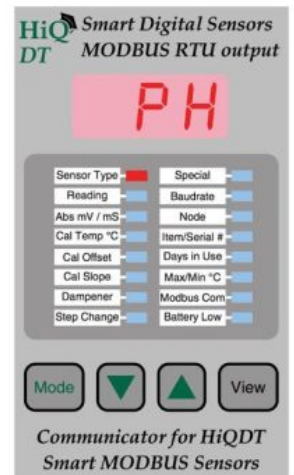 HiQ Smart Digital Sensors
DT MODBUS RTU output
PH
Sensor Type Special
Reading Baudrate
Abs mV / mS Node
Cal Temp °C Item/Serial #
Cal Offset Days in Use
Cal Slope Max/Min °C
Dampener Modbus Com
Step Change Battery Low
Mode View
Communicator for HiQDT
Smart MODBUS Sensors